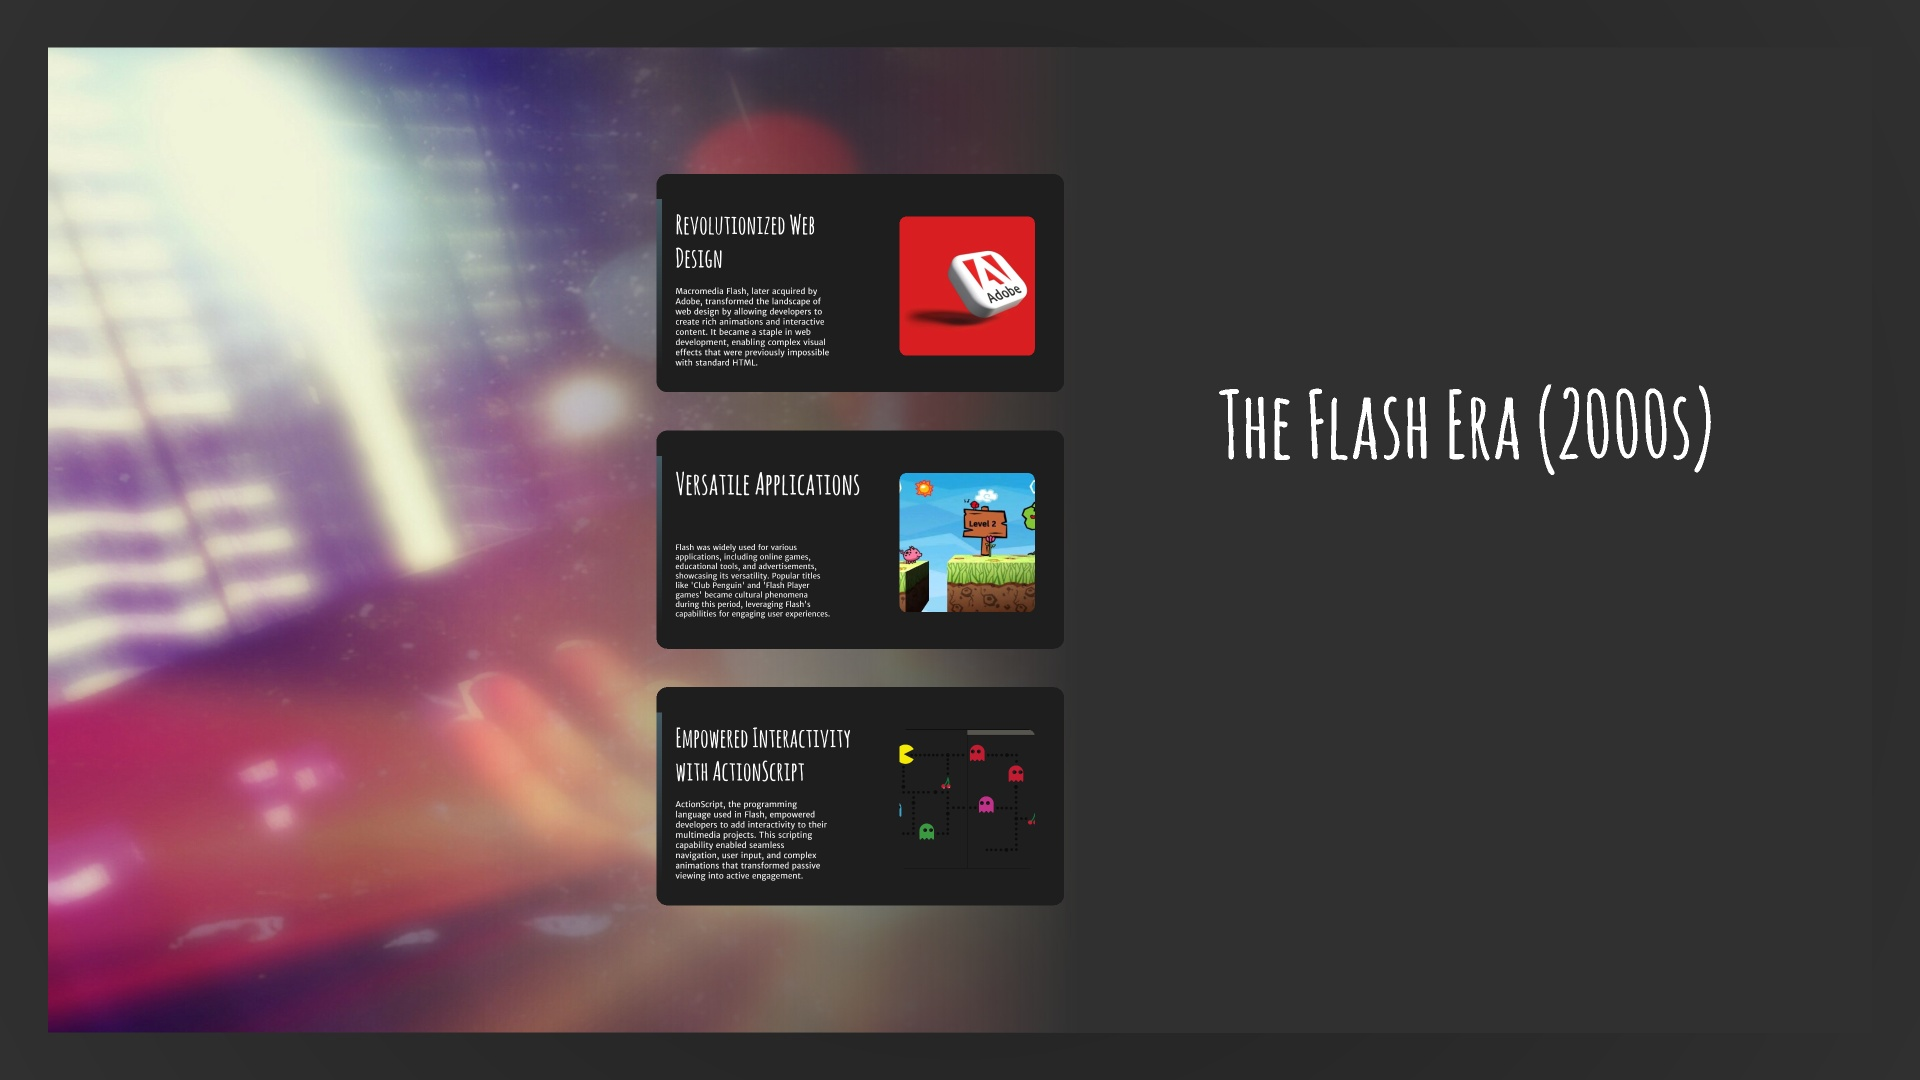 Revolutionized Web
Design
Macromedia Flash, later acquired by
Adobe, transformed the landscape of
web design by allowing developers to
create rich animations and interactive
content. It became a staple in web
development, enabling complex visual
effects that were previously impossible
with standard HTML.
Adobe
Versatile Applications
Flash was widely used for various
applications, including online games,
educational tools, and advertisements,
showcasing its versatility. Popular titles
like 'Club Penguin' and 'Flash Player
games' became cultural phenomena
during this period, leveraging Flash's
capabilities for engaging user experiences.
Level 2
Empowered Interactivity
with ActionScript
ActionScript, the programming
language used in Flash, empowered
developers to add interactivity to their
multimedia projects. This scripting
capability enabled seamless
navigation, user input, and complex
animations that transformed passive
viewing into active engagement.
The Flash Era (2000s)